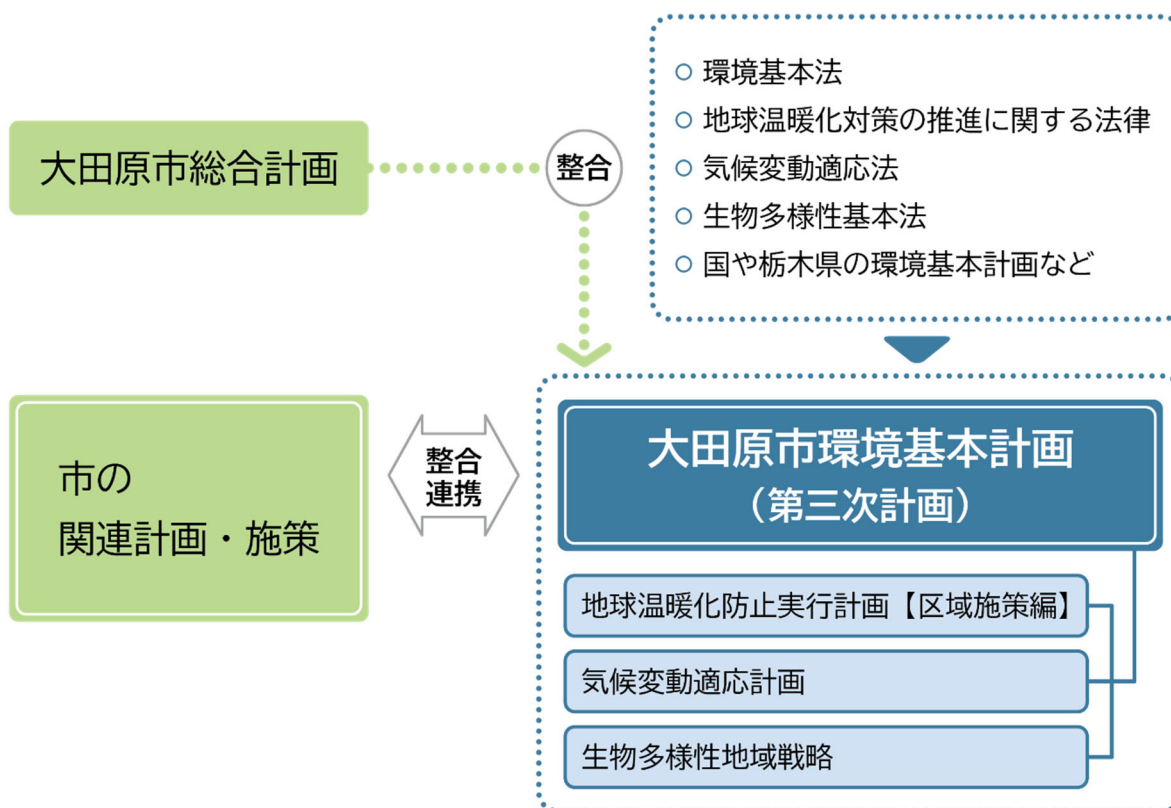 大田原市総合計画
整合
環境基本法
地球温暖化対策の推進に関する法律
気候変動適応法
生物多様性基本法
国や栃木県の環境基本計画など
市の
関連計画・施策
整合
連携
大田原市環境基本計画
（第三次計画）
地球温暖化防止実行計画【区域施策編】
気候変動適応計画
生物多様性地域戦略